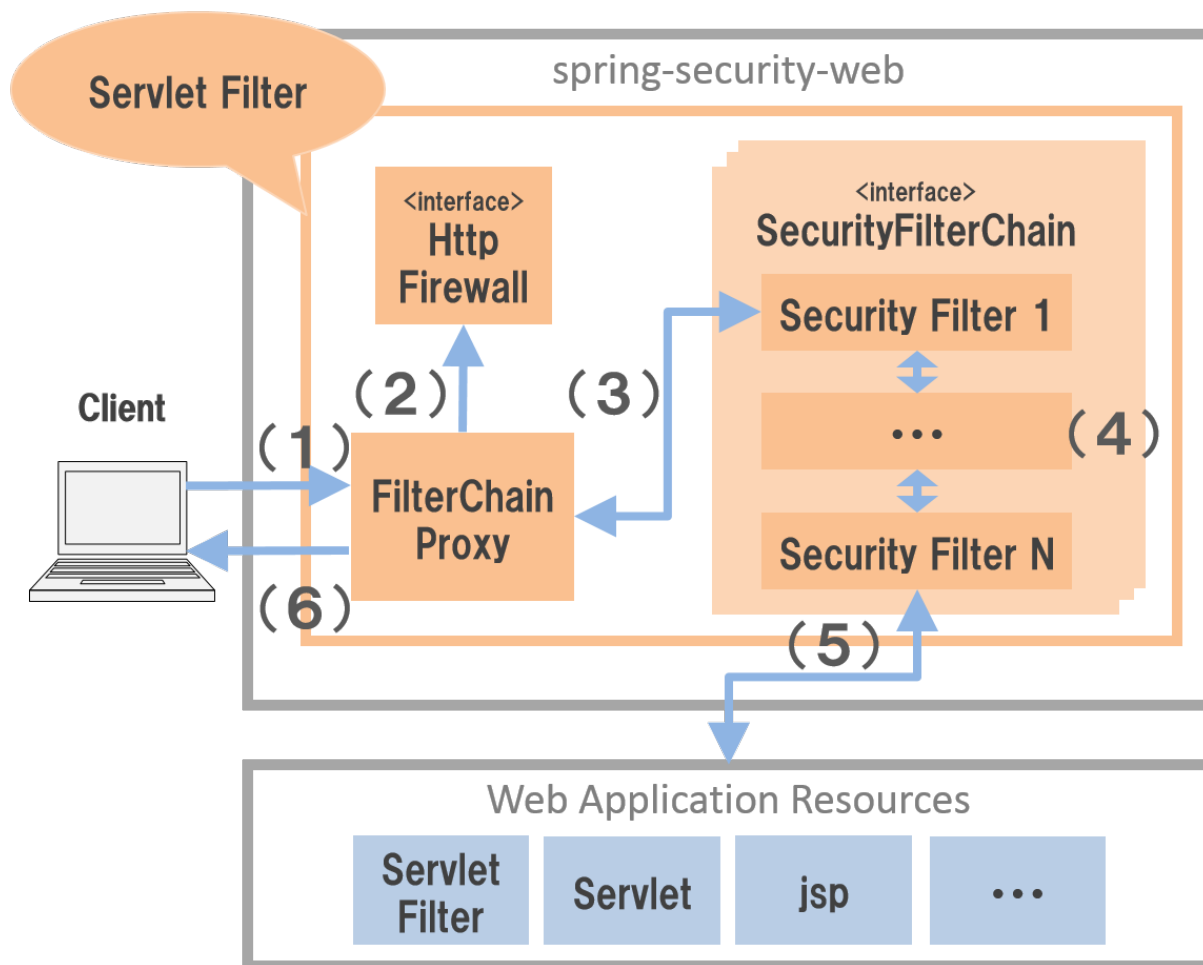 spring-security-web
Servlet Filter
<interface>
Http
Firewall
<interface>
SecurityFilterChain
Security Filter 1
(2)
(3)
Client
...
(4)
(1)
FilterChain
Proxy
Security Filter N
(6)
(5)
Web Application Resources
Servlet
Filter
Servlet
jsp
...